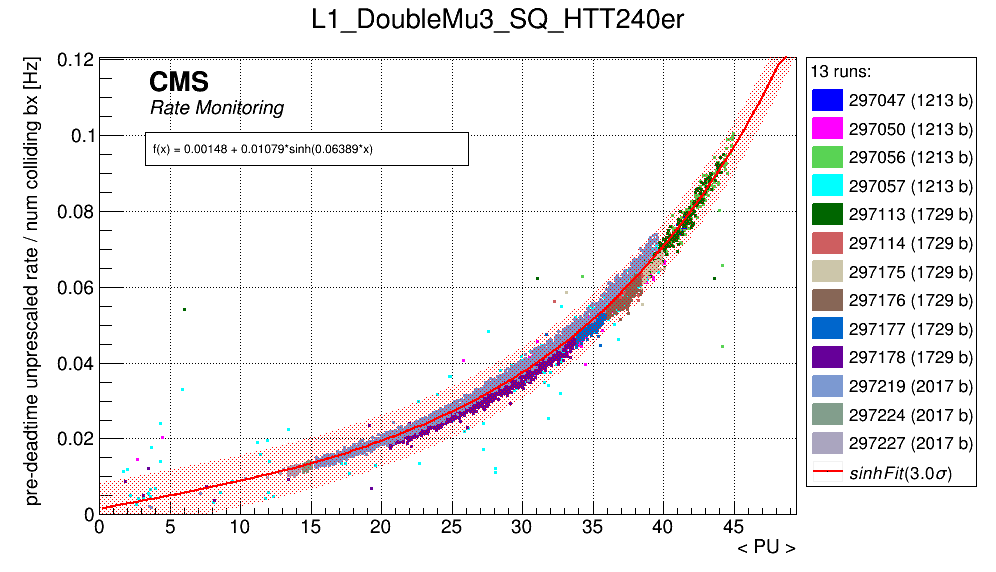 L1_DoubleMu3_SQ_HTT240er
pre-deadtime unprescaled rate / num colliding bx [Hz]
CMS
Rate Monitoring
f(x) = 0.00148 + 0.01079*sinh(0.06389*x)
0.12
0.1
0.08
0.06
0.04
0.02
0
0 5 10 15 20 25 30 35 40 45
< PU >
13 runs:
297047 (1213 b)
297050 (1213 b)
297056 (1213 b)
297057 (1213 b)
297113 (1729 b)
297114 (1729 b)
297175 (1729 b)
297176 (1729 b)
297177 (1729 b)
297178 (1729 b)
297219 (2017 b)
297224 (2017 b)
297227 (2017 b)
sinhFit(3.0σ)